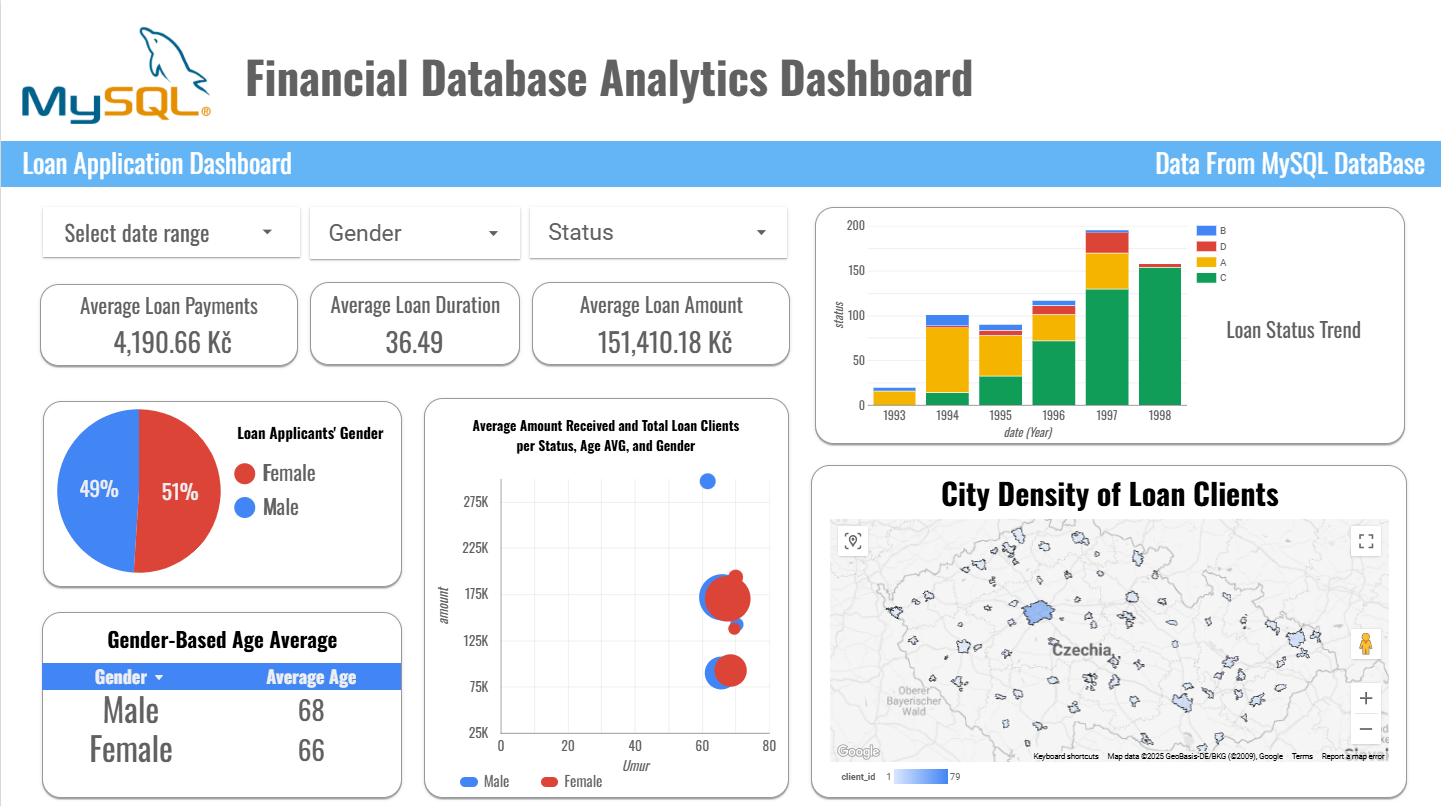 MySQL®
Financial Database Analytics Dashboard
Loan Application Dashboard
Data From MySQL DataBase
Select date range
Gender
Status
Average Loan Payments
4,190.66 Kč
Average Loan Duration
36.49
Average Loan Amount
151,410.18 Kč
200
150
100
50
0
status
1993
1994
1995
1996
1997
1998
date (Year)
B
D
A
C
Loan Status Trend
49%
51%
Loan Applicants' Gender
Female
Male
Gender-Based Age Average
Gender Average Age
Male 68
Female 66
Average Amount Received and Total Loan Clients
per Status, Age AVG, and Gender
275K
225K
175K
125K
75K
25K
amount
0
20
40
60
80
Umur
Male
Female
City Density of Loan Clients
Czechia
Oberer
Bayerischer
Wald
Google
Keyboard shortcuts
Map data ©2025 GeoBasis-DE/BKG (©2009), Google
Terms
Report a map error
client_id
1
79